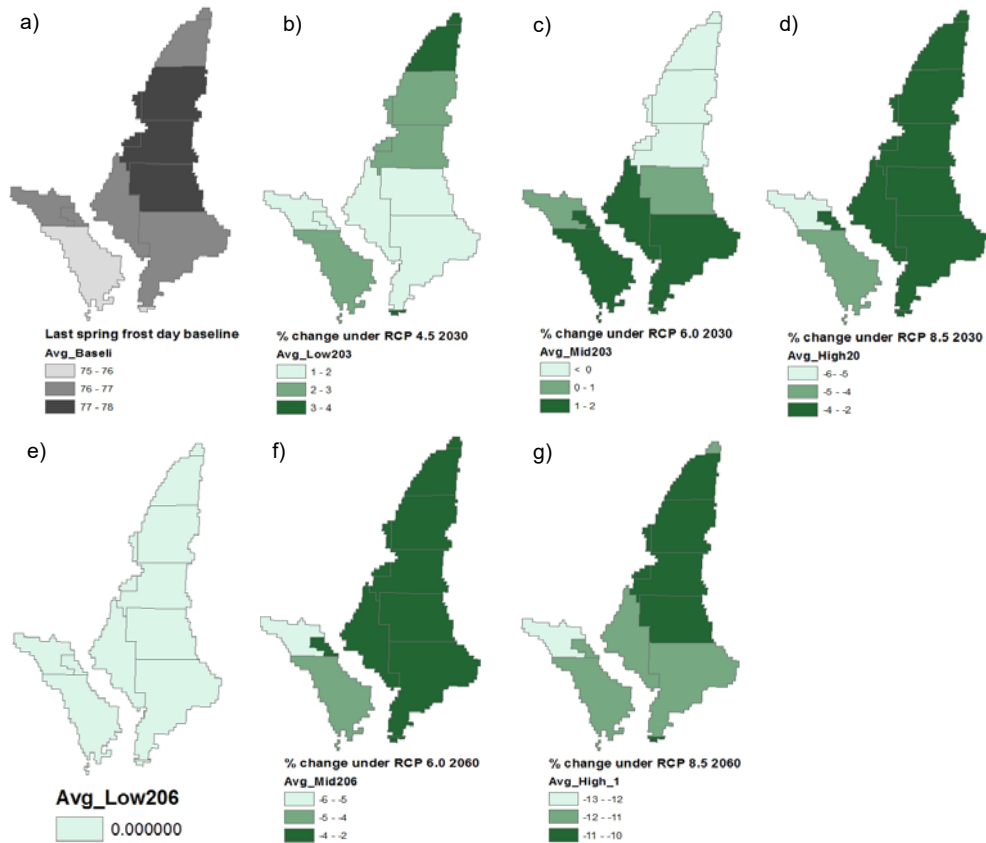 a)
b)
c)
d)
Last spring frost day baseline
Avg_Baseli
75 - 76
76 - 77
77 - 78
% change under RCP 4.5 2030
Avg_Low203
1 - 2
2 - 3
3 - 4
% change under RCP 6.0 2030
Avg_Mid203
< 0
0 - 1
1 - 2
% change under RCP 8.5 2030
Avg_High20
-6 - -5
-5 - -4
-4 - -2
e)
f)
g)
Avg_Low206
0.000000
% change under RCP 6.0 2060
Avg_Mid206
-6 - -5
-5 - -4
-4 - -2
% change under RCP 8.5 2060
Avg_High_1
-13 - -12
-12 - -11
-11 - -10